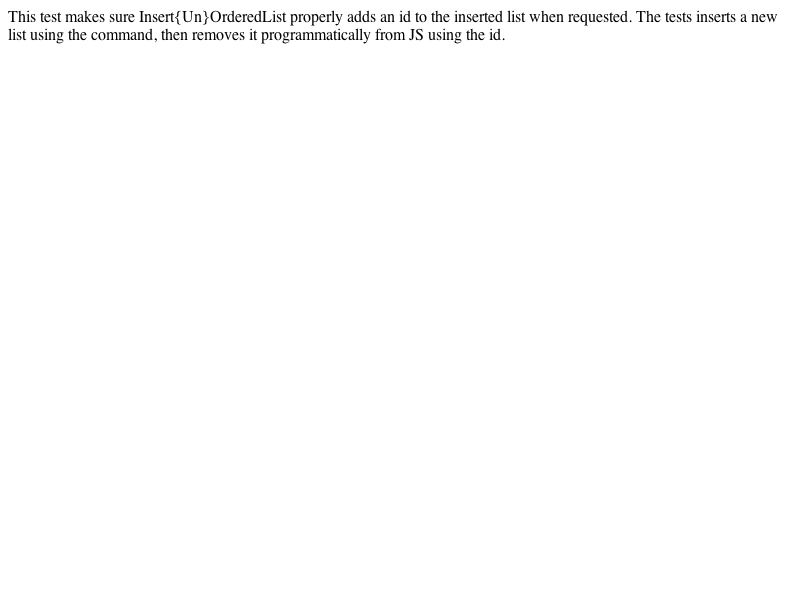 This test makes sure Insert{Un}OrderedList properly adds an id to the inserted list when requested. The tests inserts a new
list using the command, then removes it programmatically from JS using the id.